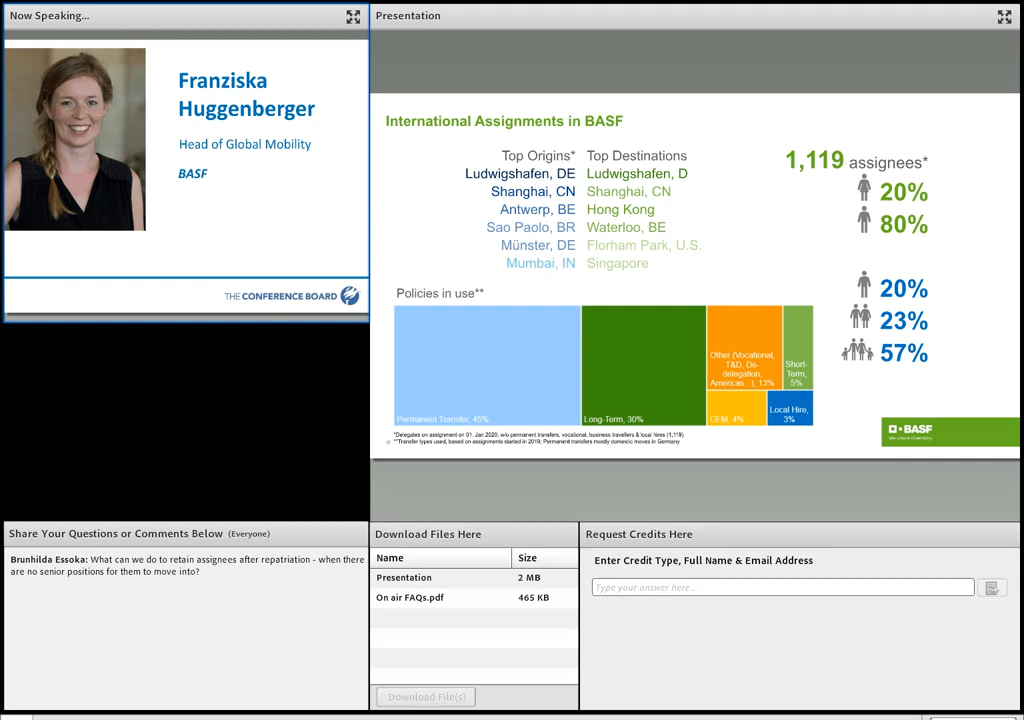 Now Speaking...
Franziska
Huggenberger
Head of Global Mobility
BASF
THE CONFERENCE BOARD
Presentation
International Assignments in BASF
Top Origins* Top Destinations
Ludwigshafen, DE Ludwigshafen, D
Shanghai, CN Shanghai, CN
Antwerp, BE Hong Kong
Sao Paolo, BR Waterloo, BE
Münster, DE Florham Park, U.S.
Mumbai, IN Singapore
1,119 assignees*
20%
80%
20%
23%
57%
Policies in use**
Permanent Transfer, 45%
Long-Term, 30%
Other (Vocational,
T&D, De-
delegation,
Americas...), 13%
Short-
Term,
5%
CEM, 4%
Local Hire,
3%
*Delegates on assignment on 01. Jan 2020, w/o permanent transfers, vocational, business travellers & local hires (1,119)
**Transfer types used, based on assignments started in 2019; Permanent transfers mostly domestic moves in Germany
BASF
We create chemistry
Share Your Questions or Comments Below (Everyone)
Brunhilda Essoka: What can we do to retain assignees after repatriation - when there
are no senior positions for them to move into?
Download Files Here
Name Size
Presentation 2 MB
On air FAQs.pdf 465 KB
Download File(s)
Request Credits Here
Enter Credit Type, Full Name & Email Address
Type your answer here...